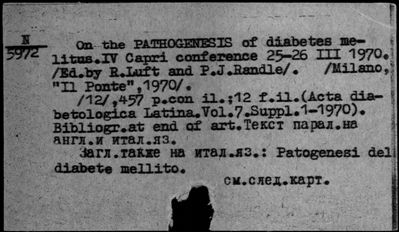 N
5972
On the PATHOGENESIS of diabetes me-
litus.IV Capri conference 25-26 III 1970.
/Ed.by R.Luft and P.J.Randle/. /Milano,
"Il Ponte",1970/.
/12/,457 p.con il.;12 f.il.(Acta dia-
betologica Latina.Vol.7.Suppl.1-1970).
Bibliogr.at end of art.Текст парал.на
англ.и итал.яз.
Загл.также на итал.яз.: Patogenesi del
diabete mellito.
см.след.карт.